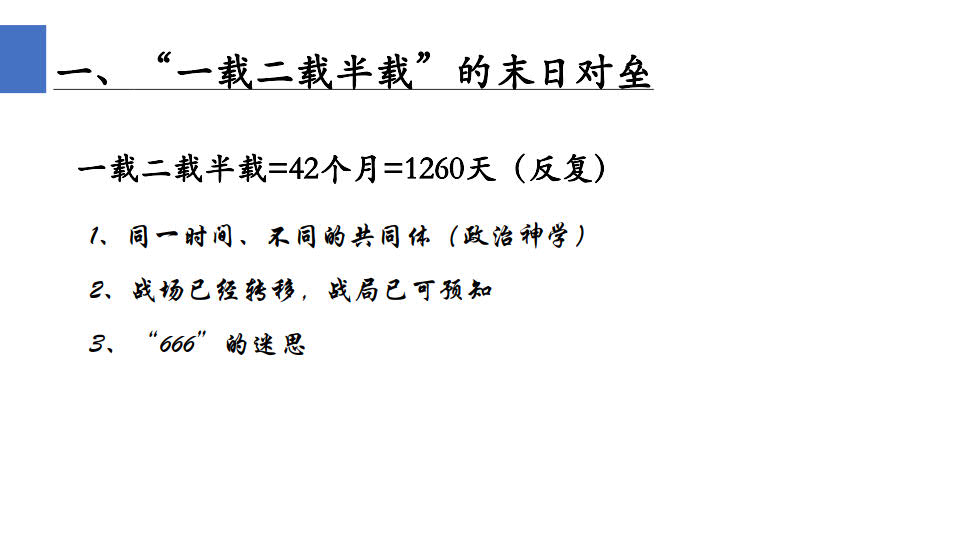 一、“一载二载半载”的末日对垒
一载二载半载=42个月=1260天（反复）
1、同一时间、不同的共同体（政治神学）
2、战场已经转移，战局已可预知
3、“666”的迷思